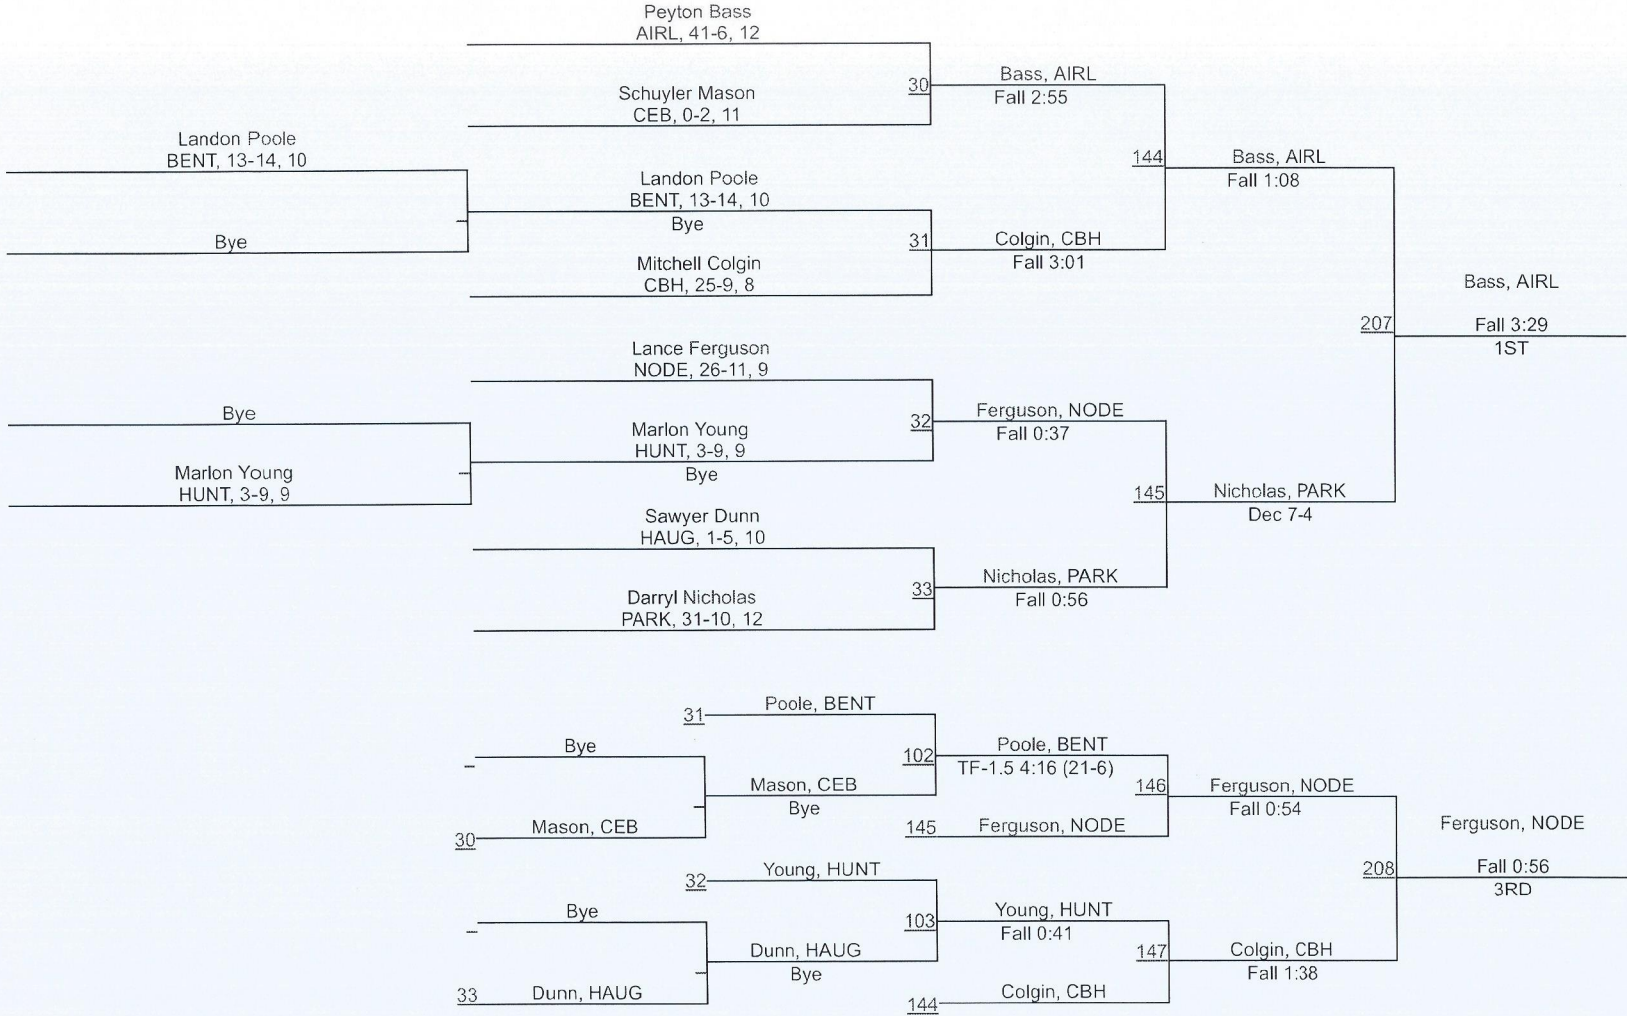 Peyton Bass
AIRL, 41-6, 12
30
Bass, AIRL
Fall 2:55
Schuyler Mason
CEB, 0-2, 11
Landon Poole
BENT, 13-14, 10
144
Bass, AIRL
Fall 1:08
Landon Poole
BENT, 13-14, 10
Bye
Bye
31
Colgin, CBH
Fall 3:01
Mitchell Colgin
CBH, 25-9, 8
Bass, AIRL
207
Fall 3:29
1ST
Lance Ferguson
NODE, 26-11, 9
Bye
32
Ferguson, NODE
Fall 0:37
Marlon Young
HUNT, 3-9, 9
Bye
Marlon Young
HUNT, 3-9, 9
145
Nicholas, PARK
Dec 7-4
Sawyer Dunn
HAUG, 1-5, 10
33
Nicholas, PARK
Fall 0:56
Darryl Nicholas
PARK, 31-10, 12
31
Poole, BENT
Bye
102
Poole, BENT
TF-1.5 4:16 (21-6)
Mason, CEB
Bye
146
Ferguson, NODE
Fall 0:54
30
Mason, CEB
145
Ferguson, NODE
Ferguson, NODE
208
Fall 0:56
3RD
32
Young, HUNT
Bye
103
Young, HUNT
Fall 0:41
Dunn, HAUG
Bye
147
Colgin, CBH
Fall 1:38
33
Dunn, HAUG
144
Colgin, CBH